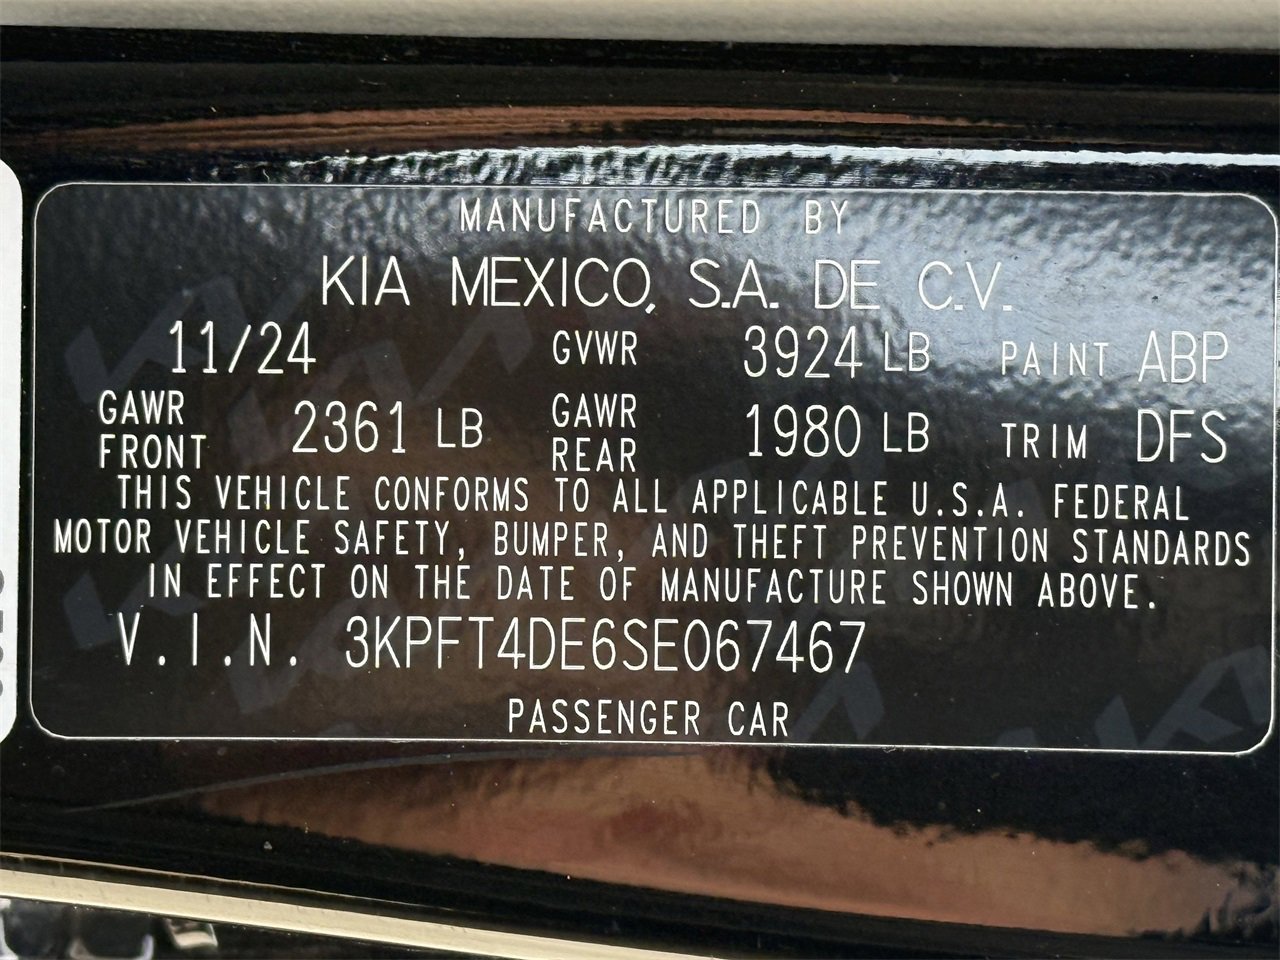 MANUFACTURED BY
KIA MEXICO, S.A. DE C.V.
11/24 GVWR 3924 LB PAINT ABP
GAWR FRONT 2361 LB GAWR REAR 1980 LB TRIM DFS
THIS VEHICLE CONFORMS TO ALL APPLICABLE U.S.A. FEDERAL
MOTOR VEHICLE SAFETY, BUMPER, AND THEFT PREVENTION STANDARDS
IN EFFECT ON THE DATE OF MANUFACTURE SHOWN ABOVE.
V.I.N. 3KPFT4DE6SE067467
PASSENGER CAR